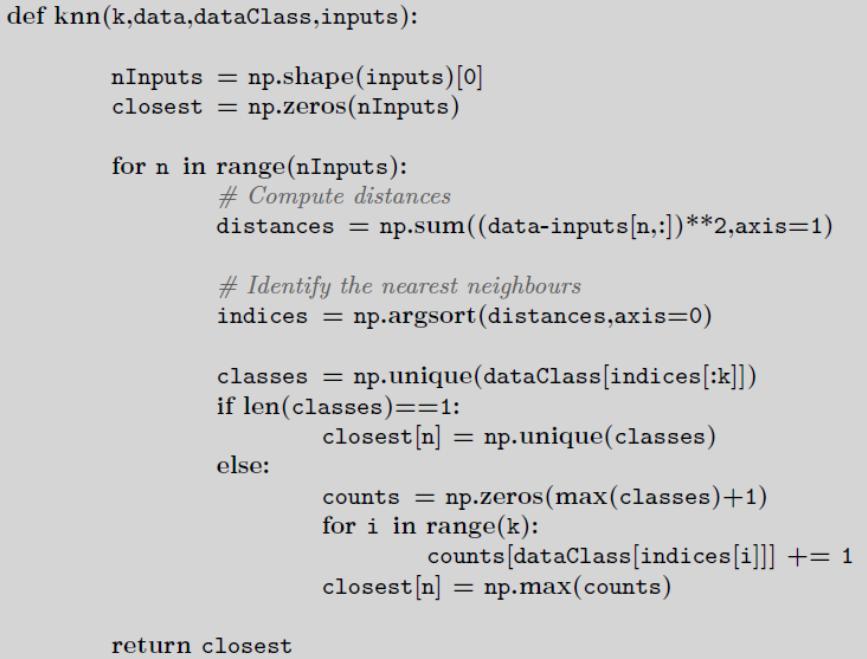 def knn(k,data,dataClass,inputs):
nInputs = np.shape(inputs)[0]
closest = np.zeros(nInputs)
for n in range(nInputs):
# Compute distances
distances = np.sum((data-inputs[n,:])**2,axis=1)
# Identify the nearest neighbours
indices = np.argsort(distances,axis=0)
classes = np.unique(dataClass[indices[:k]])
if len(classes)==1:
closest[n] = np.unique(classes)
else:
counts = np.zeros(max(classes)+1)
for i in range(k):
counts[dataClass[indices[i]]] += 1
closest[n] = np.max(counts)
return closest